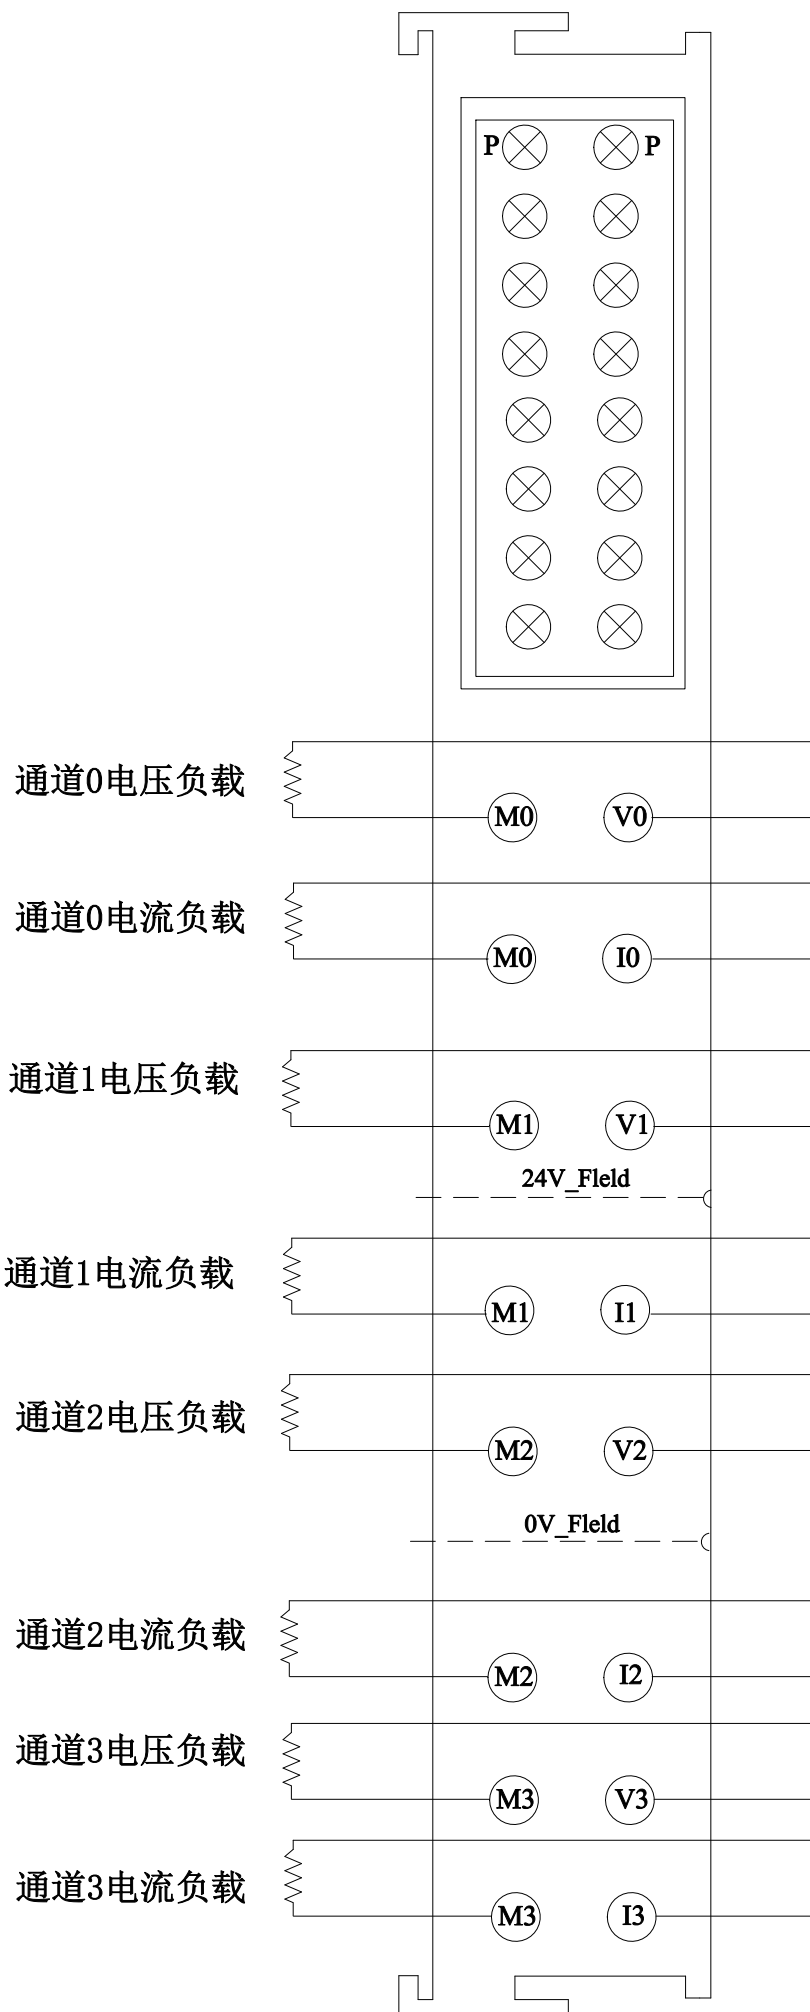 P P
通道0电压负载
M0 V0
通道0电流负载
M0 I0
通道1电压负载
M1 V1
24V_Fleld
通道1电流负载
M1 I1
通道2电压负载
M2 V2
0V_Fleld
通道2电流负载
M2 I2
通道3电压负载
M3 V3
通道3电流负载
M3 I3